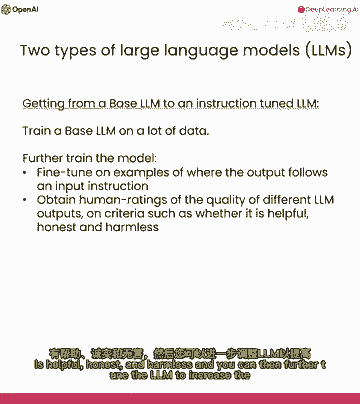 OpenAI
DeepLearning.AI
Two types of large language models (LLMs)
Getting from a Base LLM to an instruction tuned LLM:
Train a Base LLM on a lot of data.
Further train the model:
• Fine-tune on examples of where the output follows
an input instruction
• Obtain human-ratings of the quality of different LLM
outputs, on criteria such as whether it is helpful,
honest and harmless
有帮助、诚实和无害,然后您可以进一步调整LLM以提高
is helpful, honest, and harmless and you can then further t
une the LLM to increase the